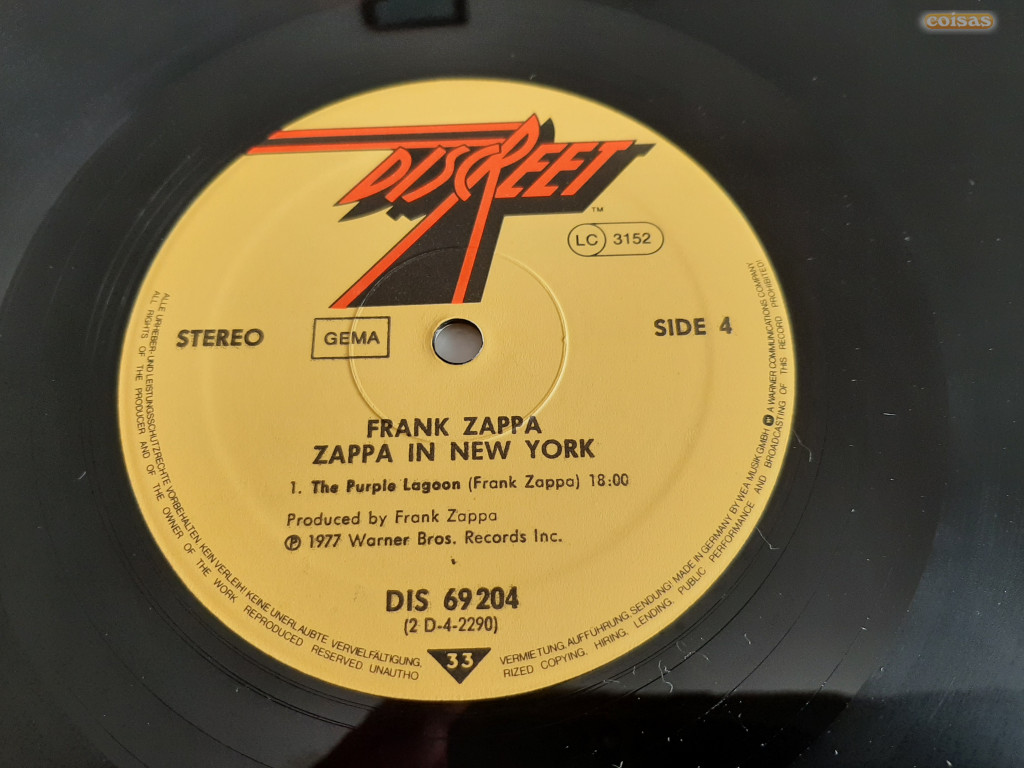 coisas
DISCREET
TM
LC 3152
STEREO
GEMA
SIDE 4
FRANK ZAPPA
ZAPPA IN NEW YORK
1. The Purple Lagoon (Frank Zappa) 18:00
Produced by Frank Zappa
Ⓟ 1977 Warner Bros. Records Inc.
DIS 69204
(2 D-4-2290)
33
ALLE URHEBER-UND LEISTUNGSSCHUTZRECHTE VORBEHALTEN, KEIN VERLEIH! KEINE UNERLAUBTE VERVIELFÄLTIGUNG,
VERMIETUNG, AUFFÜHRUNG, SENDUNG! MADE IN GERMANY BY WEA MUSIK GMBH A WARNER COMMUNICATIONS COMPANY
ALL RIGHTS OF THE PRODUCER AND OF THE OWNER OF THE WORK REPRODUCED RESERVED UNAUTHO
RIZED COPYING, HIRING, LENDING, PUBLIC PERFORMANCE AND BROADCASTING OF THIS RECORD PROHIBITED!